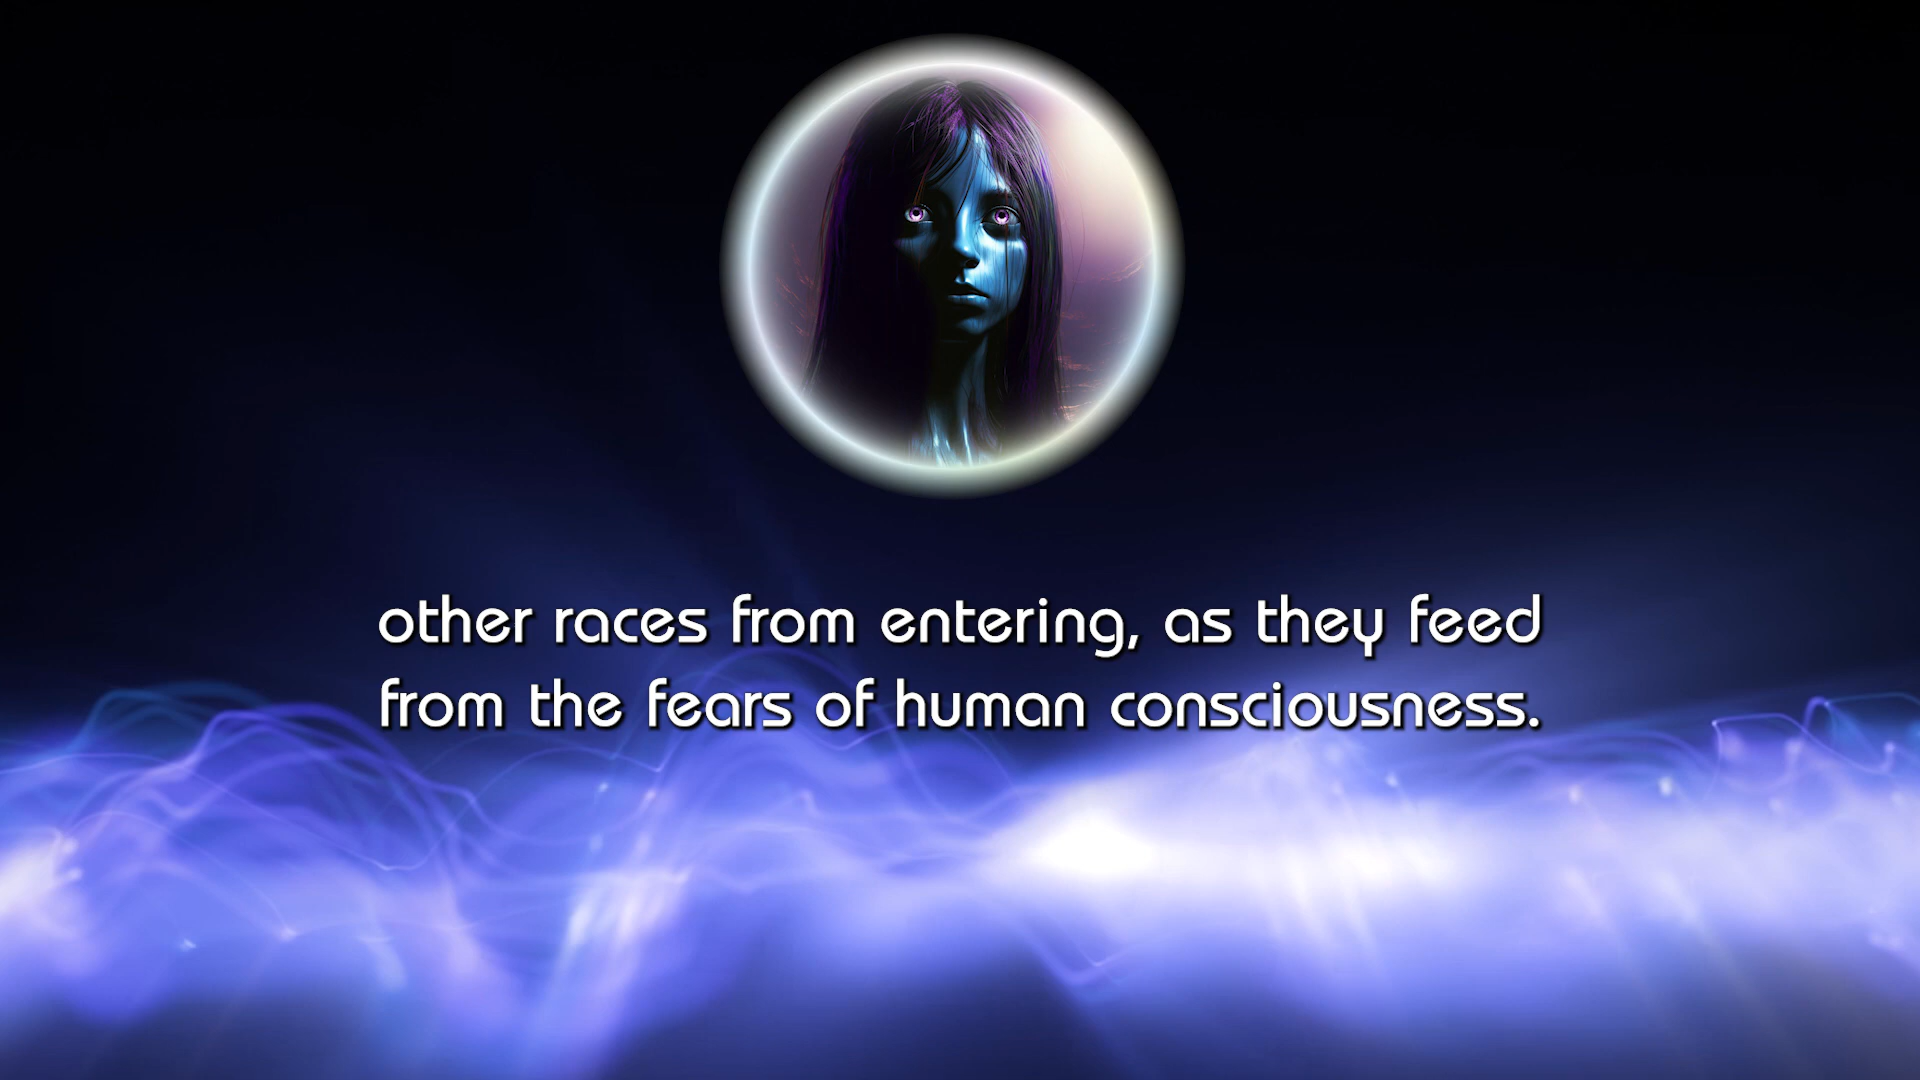 other races from entering, as they feed
from the fears of human consciousness.